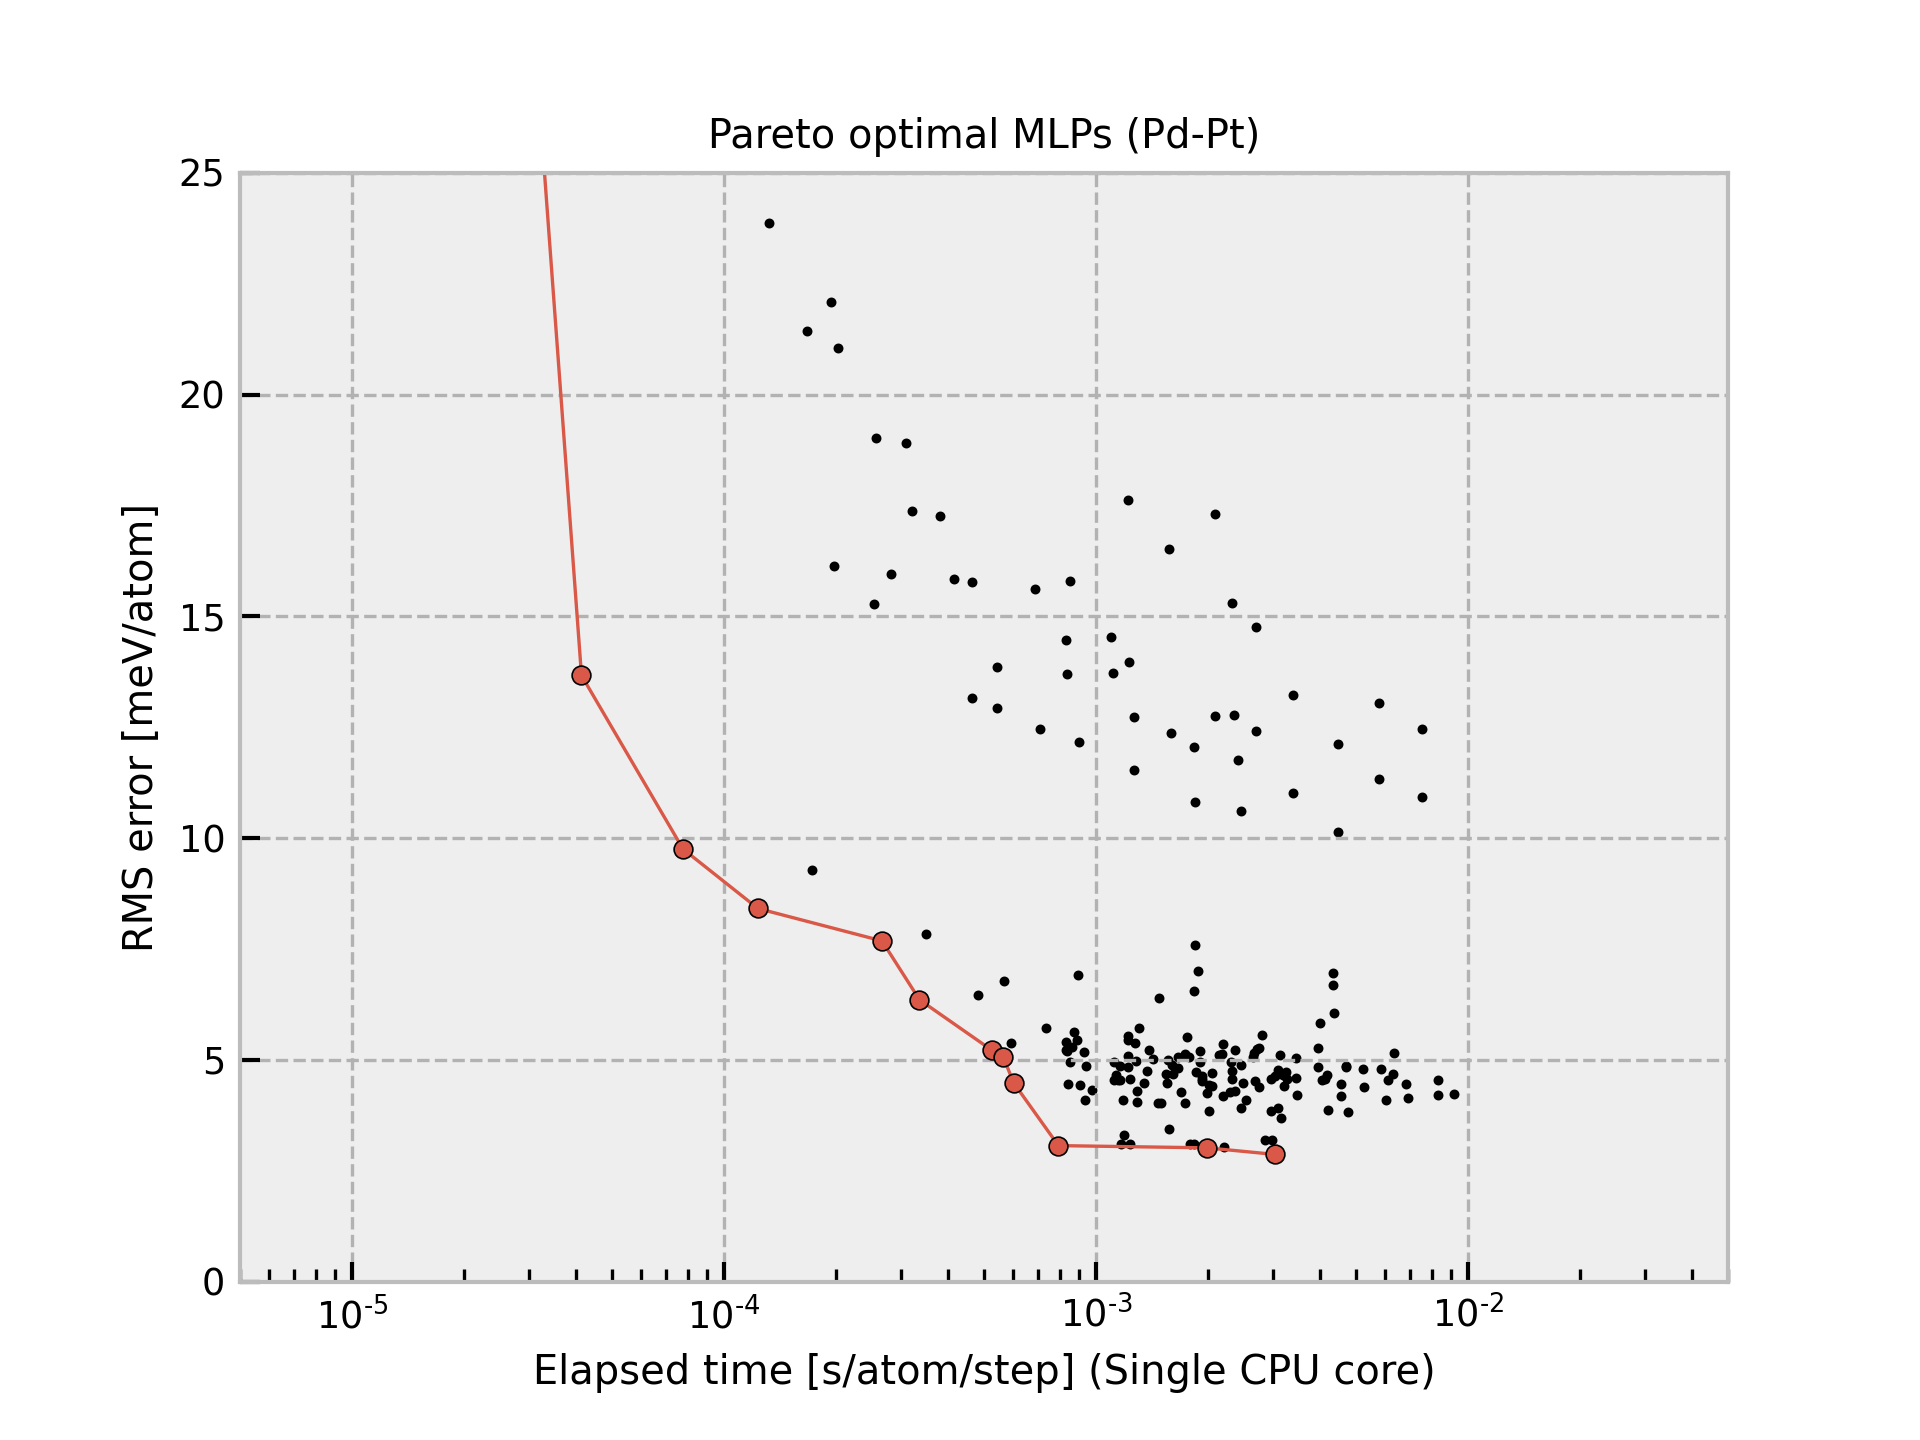 Pareto optimal MLPs (Pd-Pt)
25
20
15
10
5
0
RMS error [meV/atom]
10-5 10-4 10-3 10-2
Elapsed time [s/atom/step] (Single CPU core)